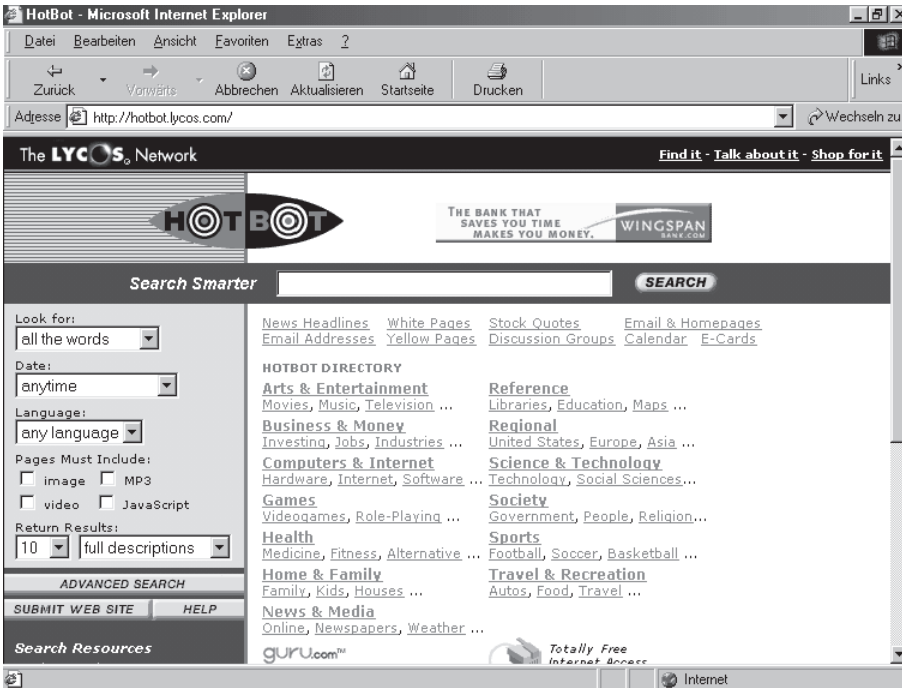 HotBot - Microsoft Internet Explorer
Datei Bearbeiten Ansicht Favoriten Extras ?
Zurück Vorwärts Abbrechen Aktualisieren Startseite Drucken Links
Adresse http://hotbot.lycos.com/ Wechseln zu
The LYCOS® Network Find it - Talk about it - Shop for it
HOTBOT
THE BANK THAT
SAVES YOU TIME
MAKES YOU MONEY.
WINGSPAN
BANK.COM
Search Smarter SEARCH
Look for:
all the words
Date:
anytime
Language:
any language
Pages Must Include:
image MP3
video JavaScript
Return Results:
10 full descriptions
ADVANCED SEARCH
SUBMIT WEB SITE HELP
Search Resources
News Headlines White Pages Stock Quotes Email & Homepages
Email Addresses Yellow Pages Discussion Groups Calendar E-Cards
HOTBOT DIRECTORY
Arts & Entertainment
Movies, Music, Television ...
Business & Money
Investing, Jobs, Industries ...
Computers & Internet
Hardware, Internet, Software ...
Games
Videogames, Role-Playing ...
Health
Medicine, Fitness, Alternative ...
Home & Family
Family, Kids, Houses ...
News & Media
Online, Newspapers, Weather ...
Reference
Libraries, Education, Maps ...
Regional
United States, Europe, Asia ...
Science & Technology
Technology, Social Sciences...
Society
Government, People, Religion...
Sports
Football, Soccer, Basketball ...
Travel & Recreation
Autos, Food, Travel ...
guru.com™
Totally Free
Internet Access
Internet